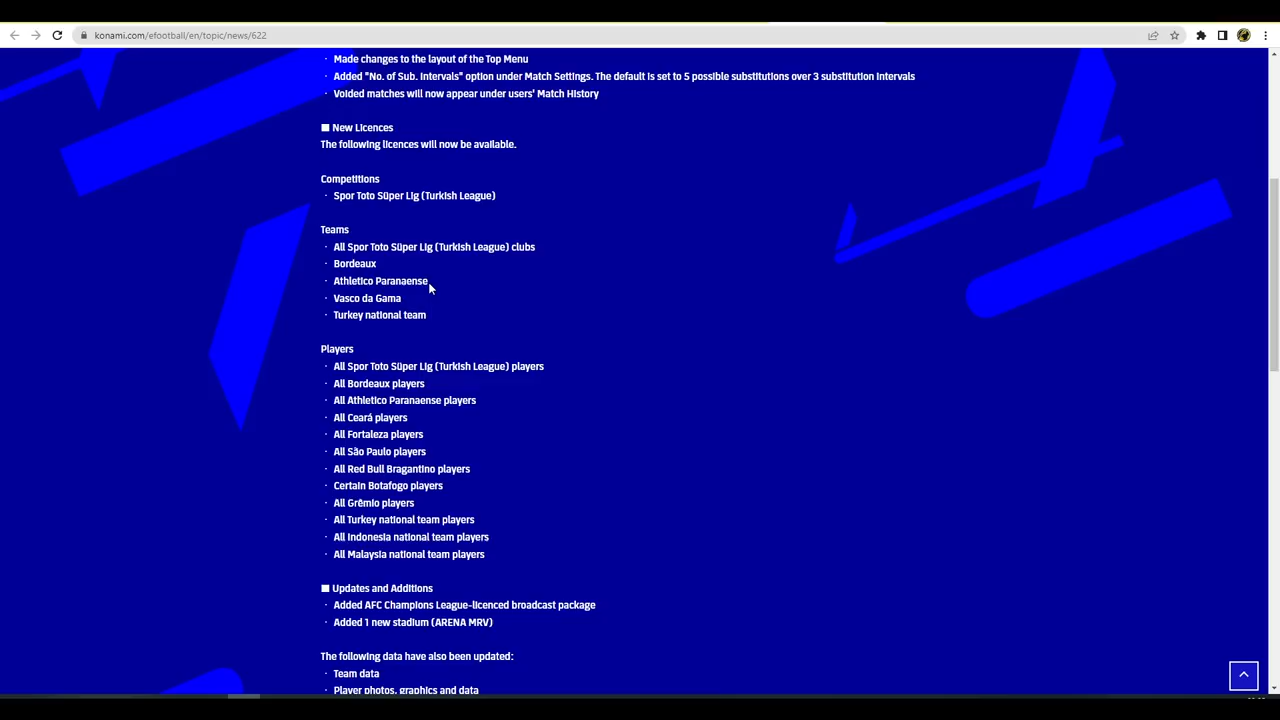 konami.com/efootball/en/topic/news/622
· Made changes to the layout of the Top Menu
· Added "No. of Sub. Intervals" option under Match Settings. The default is set to 5 possible substitutions over 3 substitution intervals
· Voided matches will now appear under users' Match History
■ New Licences
The following licences will now be available.
Competitions
· Spor Toto Süper Lig (Turkish League)
Teams
· All Spor Toto Süper Lig (Turkish League) clubs
· Bordeaux
· Athletico Paranaense
· Vasco da Gama
· Turkey national team
Players
· All Spor Toto Süper Lig (Turkish League) players
· All Bordeaux players
· All Athletico Paranaense players
· All Ceará players
· All Fortaleza players
· All São Paulo players
· All Red Bull Bragantino players
· Certain Botafogo players
· All Grêmio players
· All Turkey national team players
· All Indonesia national team players
· All Malaysia national team players
■ Updates and Additions
· Added AFC Champions League-licenced broadcast package
· Added 1 new stadium (ARENA MRV)
The following data have also been updated:
· Team data
· Player photos, graphics and data